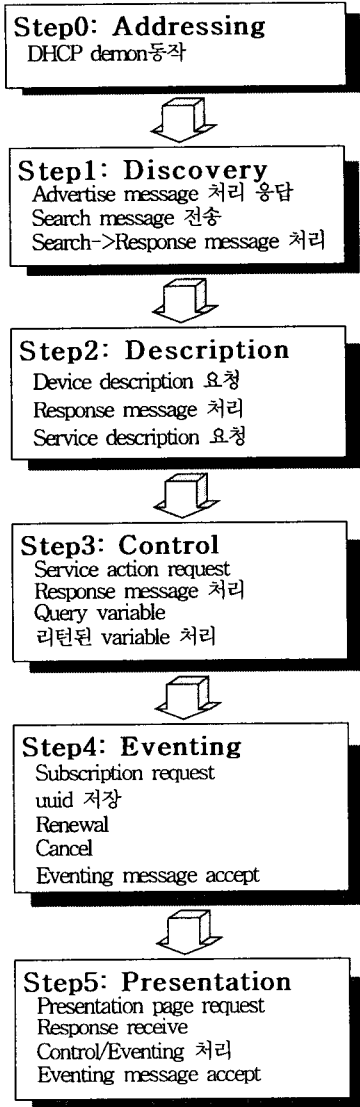 Step0: Addressing
DHCP demon동작
Step1: Discovery
Advertise message 처리 응답
Search message 전송
Search->Response message 처리
Step2: Description
Device description 요청
Response message 처리
Service description 요청
Step3: Control
Service action request
Response message 처리
Query variable
리턴된 variable 처리
Step4: Eventing
Subscription request
uuid 저장
Renewal
Cancel
Eventing message accept
Step5: Presentation
Presentation page request
Response receive
Control/Eventing 처리
Eventing message accept